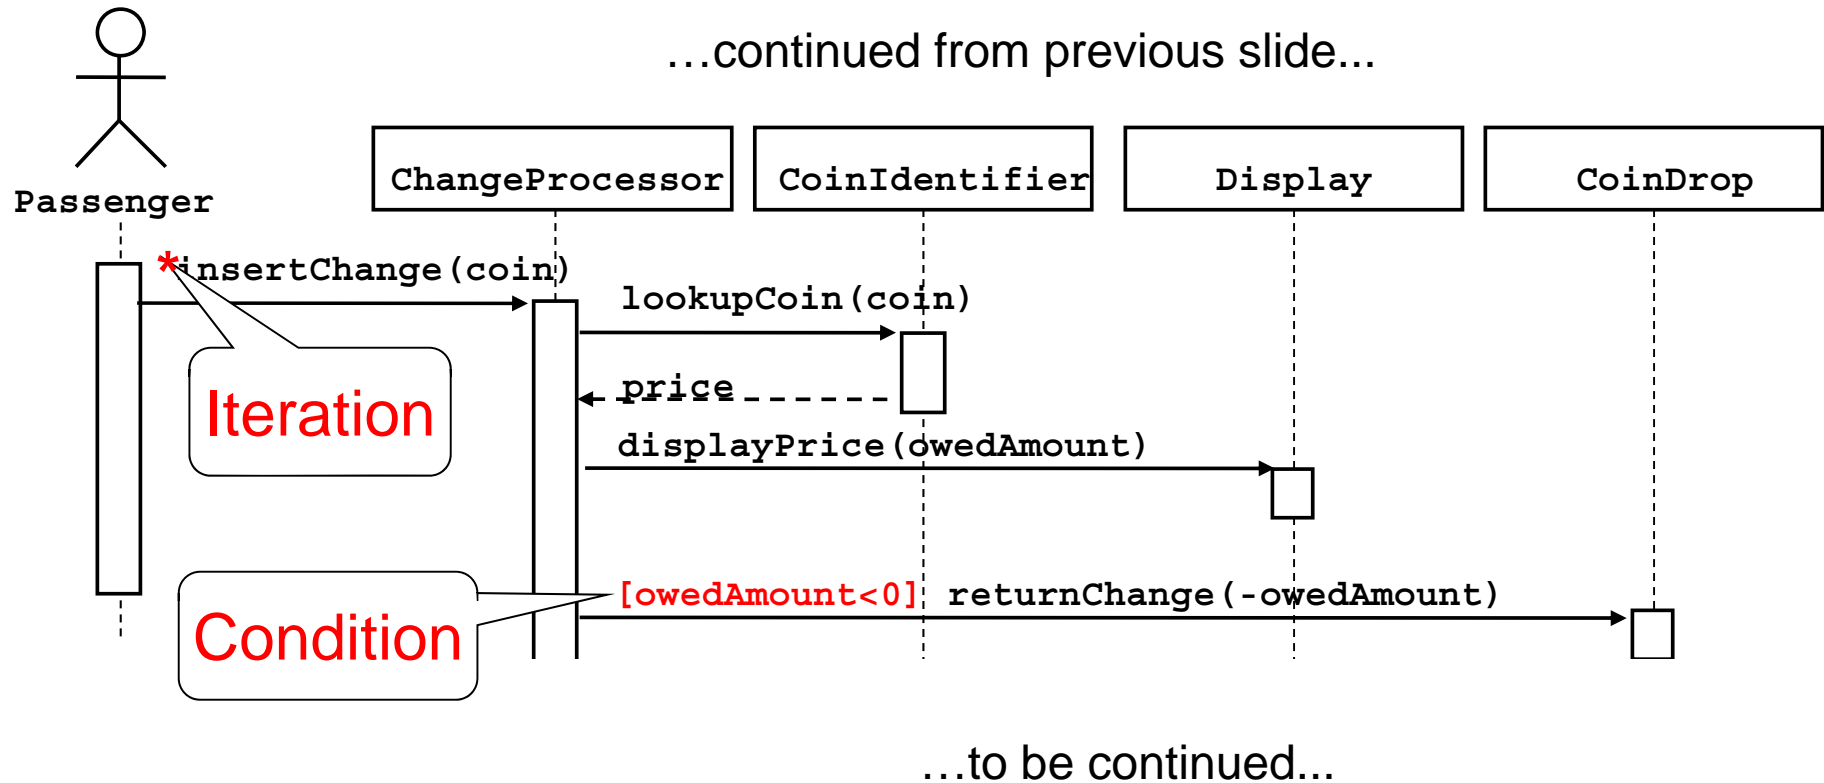 …continued from previous slide...
ChangeProcessor CoinIdentifier Display CoinDrop
Passenger
*insertChange(coin)
lookupCoin(coin)
price
Iteration
displayPrice(owedAmount)
[owedAmount<0] returnChange(-owedAmount)
Condition
…to be continued...